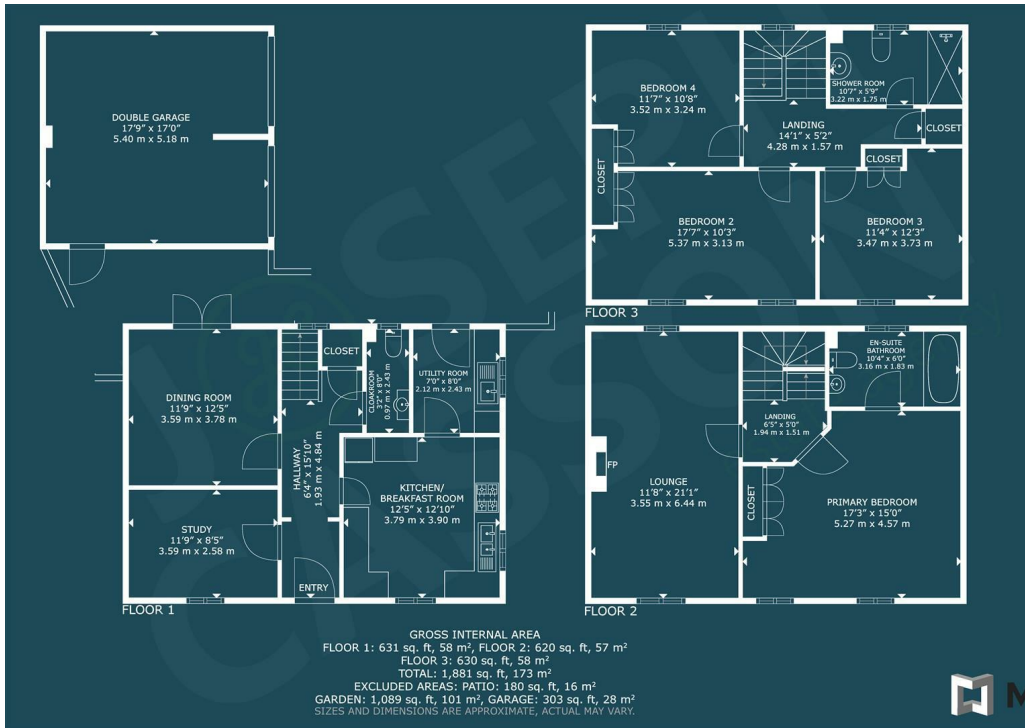 DOUBLE GARAGE
17'9" x 17'0"
5.40 m x 5.18 m
BEDROOM 4
11'7" x 10'8"
3.52 m x 3.24 m
SHOWER ROOM
10'7" x 5'9"
3.22 m x 1.75 m
LANDING
14'1" x 5'2"
4.28 m x 1.57 m
CLOSET
CLOSET
CLOSET
BEDROOM 2
17'7" x 10'3"
5.37 m x 3.13 m
BEDROOM 3
11'4" x 12'3"
3.47 m x 3.73 m
FLOOR 3
DINING ROOM
11'9" x 12'5"
3.59 m x 3.78 m
CLOSET
CLOAKROOM
3'2" x 8'0"
0.97 m x 2.43 m
UTILITY ROOM
7'0" x 8'0"
2.12 m x 2.43 m
HALLWAY
6'4" x 15'10"
1.93 m x 4.84 m
KITCHEN/
BREAKFAST ROOM
12'5" x 12'10"
3.79 m x 3.90 m
STUDY
11'9" x 8'5"
3.59 m x 2.58 m
ENTRY
FLOOR 1
EN-SUITE
BATHROOM
10'4" x 6'0"
3.16 m x 1.83 m
LANDING
6'5" x 5'0"
1.94 m x 1.51 m
FP
LOUNGE
11'8" x 21'1"
3.55 m x 6.44 m
CLOSET
PRIMARY BEDROOM
17'3" x 15'0"
5.27 m x 4.57 m
FLOOR 2
GROSS INTERNAL AREA
FLOOR 1: 631 sq. ft, 58 m², FLOOR 2: 620 sq. ft, 57 m²
FLOOR 3: 630 sq. ft, 58 m²
TOTAL: 1,881 sq. ft, 173 m²
EXCLUDED AREAS: PATIO: 180 sq. ft, 16 m²
GARDEN: 1,089 sq. ft, 101 m², GARAGE: 303 sq. ft, 28 m²
SIZES AND DIMENSIONS ARE APPROXIMATE, ACTUAL MAY VARY.
M